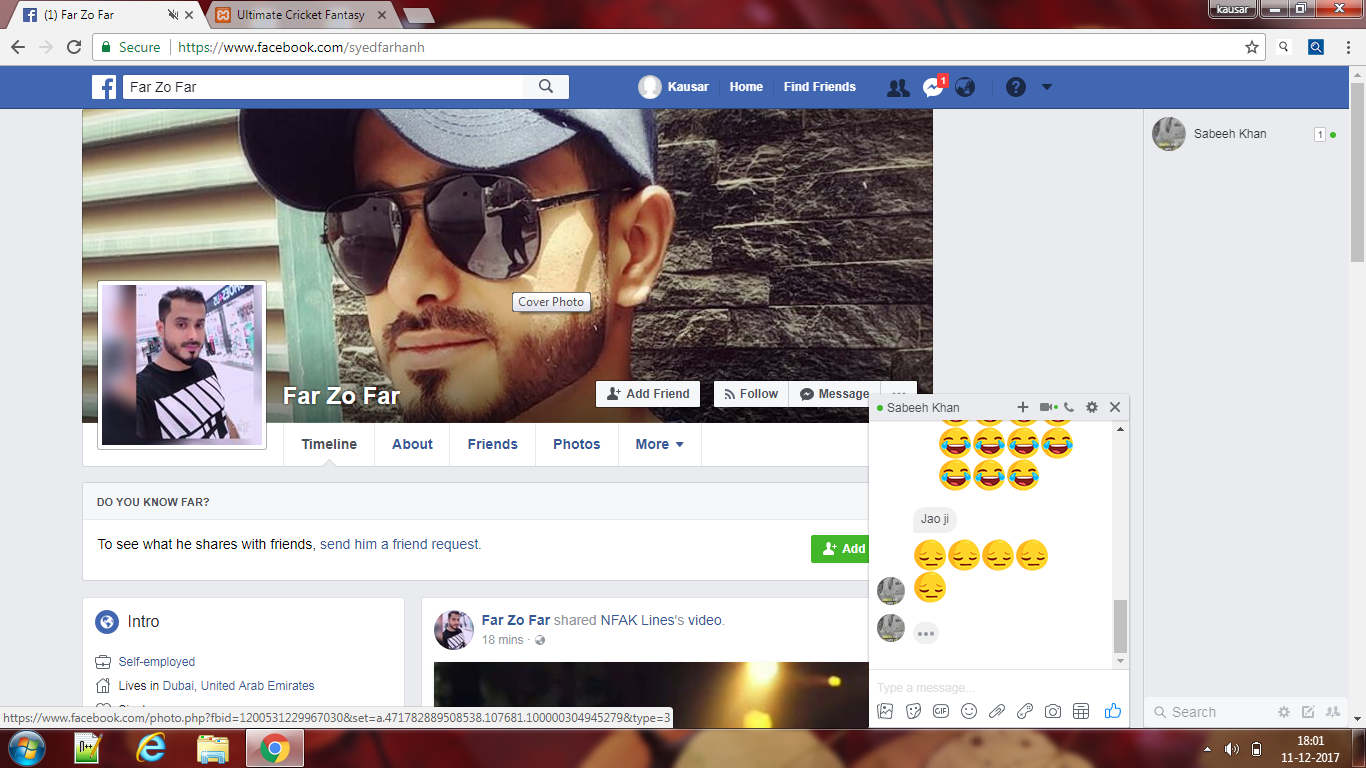 (1) Far Zo Far
Ultimate Cricket Fantasy
kausar
Secure
https://www.facebook.com/syedfarhanh
Far Zo Far
Kausar
Home
Find Friends
1
Sabeeh Khan
1
Cover Photo
Far Zo Far
Add Friend
Follow
Message
Timeline
About
Friends
Photos
More
DO YOU KNOW FAR?
To see what he shares with friends, send him a friend request.
Add
Intro
Self-employed
Lives in Dubai, United Arab Emirates
Far Zo Far shared NFAK Lines's video.
18 mins
Sabeeh Khan
Jao ji
Type a message...
GIF
Search
https://www.facebook.com/photo.php?fbid=1200531229967030&set=a.471782889508538.107681.100000304945279&type=3
18:01
11-12-2017